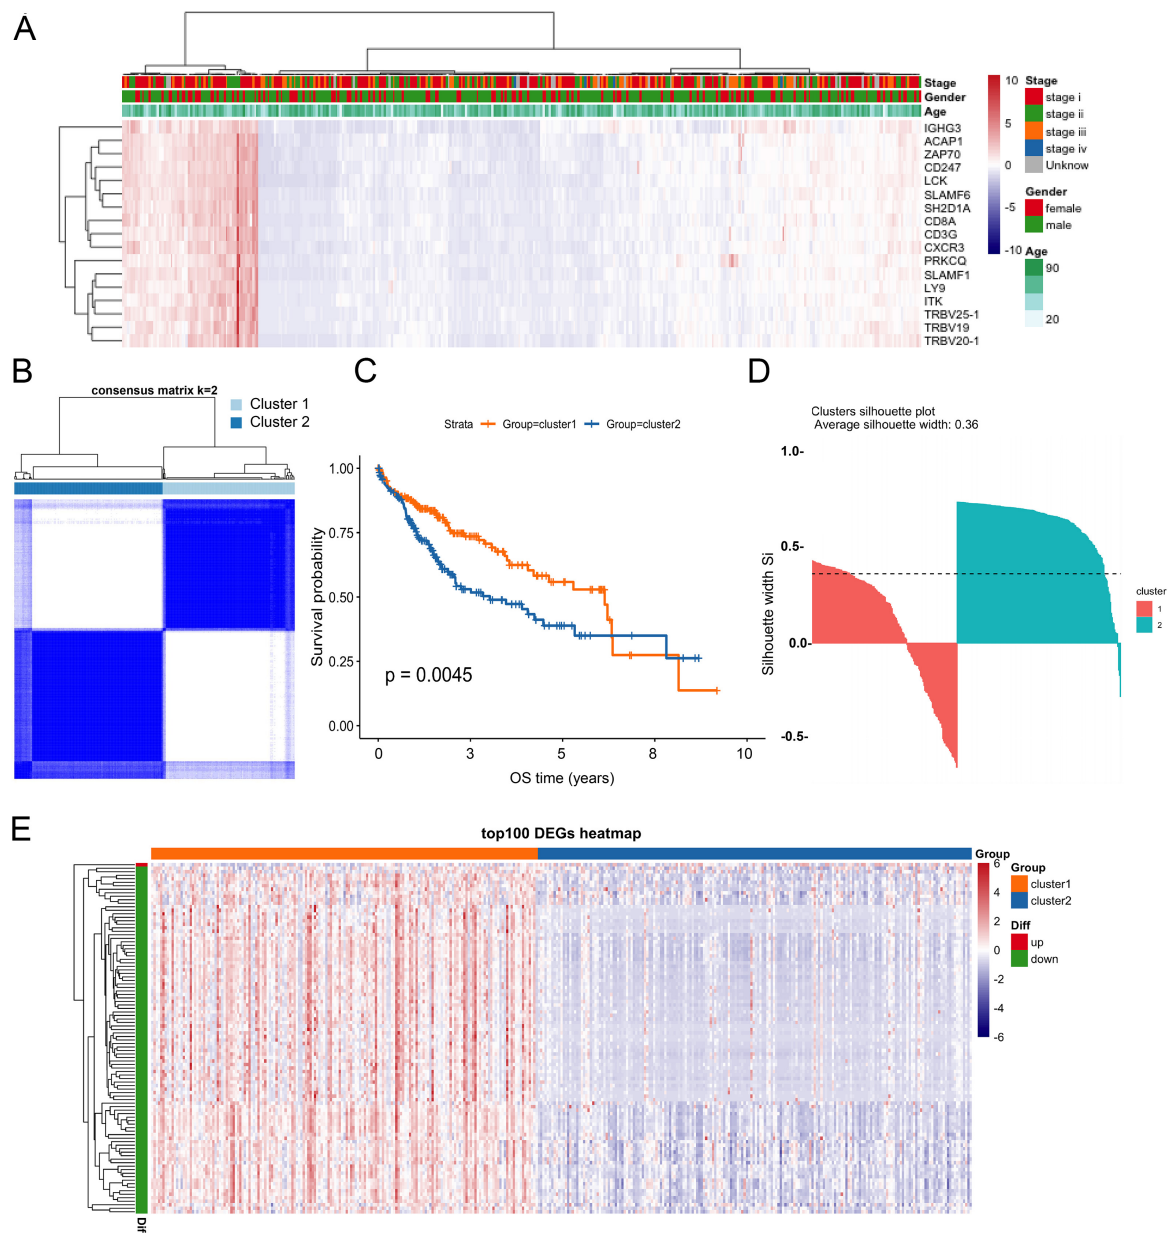 A
Stage
Gender
Age
IGHG3
ACAP1
ZAP70
CD247
LCK
SLAMF6
SH2D1A
CD8A
CD3G
CXCR3
PRKCQ
SLAMF1
LY9
ITK
TRBV25-1
TRBV19
TRBV20-1
10
5
0
-5
-10
Stage
stage i
stage ii
stage iii
stage iv
Unknow
Gender
female
male
Age
90
20
B
consensus matrix k=2
Cluster 1
Cluster 2
C
Strata
Group=cluster1
Group=cluster2
Survival probability
1.00
0.75
0.50
0.25
0.00
p = 0.0045
0
3
5
8
10
OS time (years)
D
Clusters silhouette plot
Average silhouette width: 0.36
Silhouette width Si
1.0-
0.5-
0.0-
-0.5-
cluster
1
2
E
top100 DEGs heatmap
Group
6
4
2
0
-2
-4
-6
Group
cluster1
cluster2
Diff
up
down
Dif